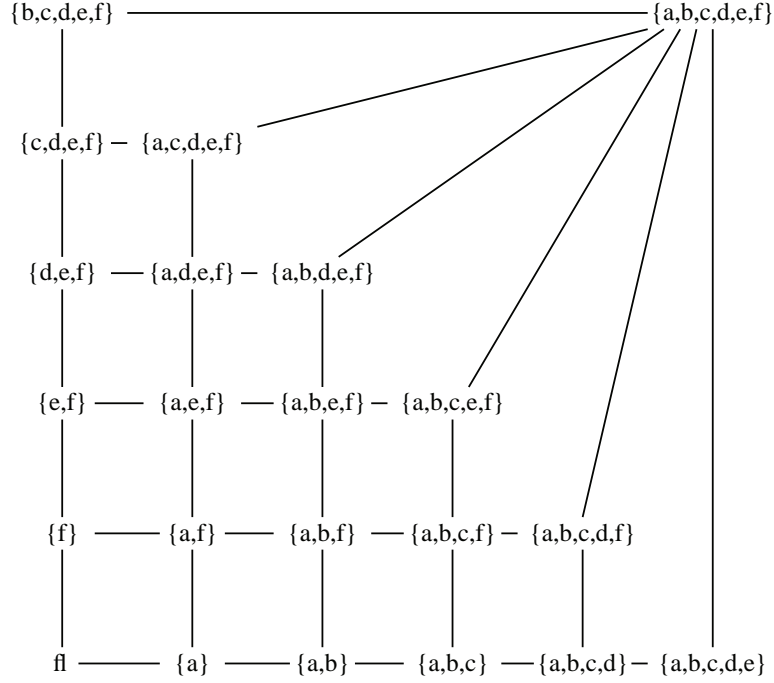 {b,c,d,e,f} {a,b,c,d,e,f}
{c,d,e,f} {a,c,d,e,f}
{d,e,f} {a,d,e,f} {a,b,d,e,f}
{e,f} {a,e,f} {a,b,e,f} {a,b,c,e,f}
{f} {a,f} {a,b,f} {a,b,c,f} {a,b,c,d,f}
fl {a} {a,b} {a,b,c} {a,b,c,d} {a,b,c,d,e}